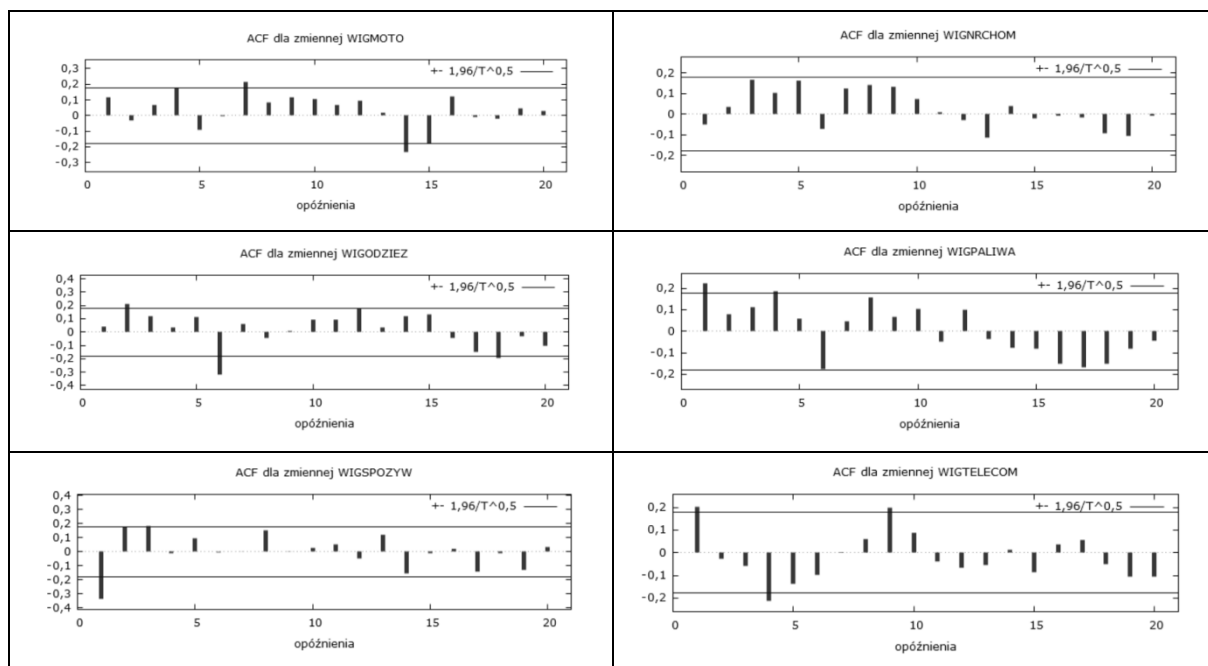 ACF dla zmiennej WIGMOTO
+- 1,96/T^0,5
0,3
0,2
0,1
0
-0,1
-0,2
-0,3
0 5 10 15 20
opóźnienia
ACF dla zmiennej WIGNRCHOM
+- 1,96/T^0,5
0,2
0,1
0
-0,1
-0,2
0 5 10 15 20
opóźnienia
ACF dla zmiennej WIGODZIEZ
+- 1,96/T^0,5
0,4
0,3
0,2
0,1
0
-0,1
-0,2
-0,3
-0,4
0 5 10 15 20
opóźnienia
ACF dla zmiennej WIGPALIWA
+- 1,96/T^0,5
0,2
0,1
0
-0,1
-0,2
0 5 10 15 20
opóźnienia
ACF dla zmiennej WIGSPOZYW
+- 1,96/T^0,5
0,4
0,3
0,2
0,1
0
-0,1
-0,2
-0,3
-0,4
0 5 10 15 20
opóźnienia
ACF dla zmiennej WIGTELECOM
+- 1,96/T^0,5
0,2
0,1
0
-0,1
-0,2
0 5 10 15 20
opóźnienia